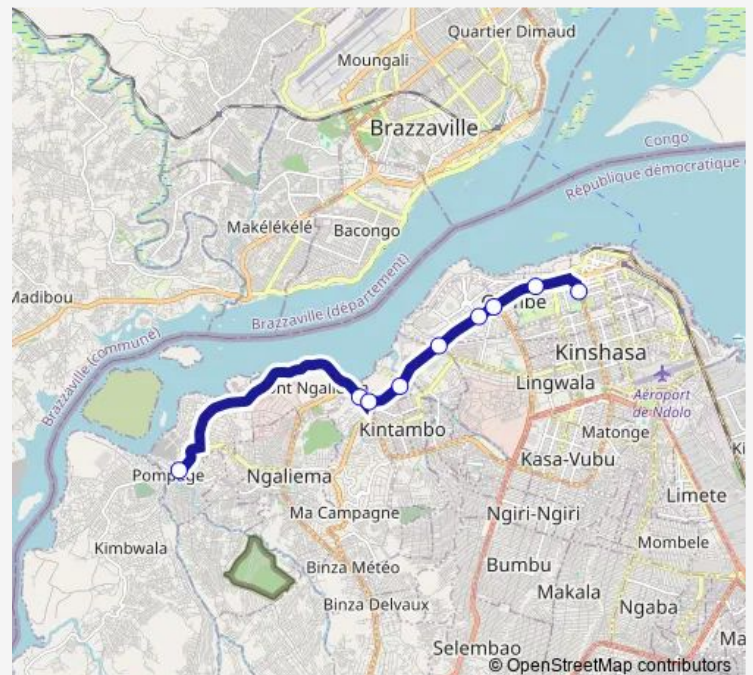 Quartier Dimaud
Moungali
Brazzaville
Congo
République démocratique
Makélékélé
Bacongo
Madibou
Brazzaville (département)
Brazzaville (commune)
Kinshasa
Lingwala
Aéroport
de Ndolo
Kintambo
Matonge
Kasa-Vubu
Pompage
Ngaliema
Limete
Ma Campagne
Ngiri-Ngiri
Kimbwala
Mombele
Binza Météo
Bumbu
Makala
Ngaba
Binza Delvaux
Selembao
© OpenStreetMap contributors